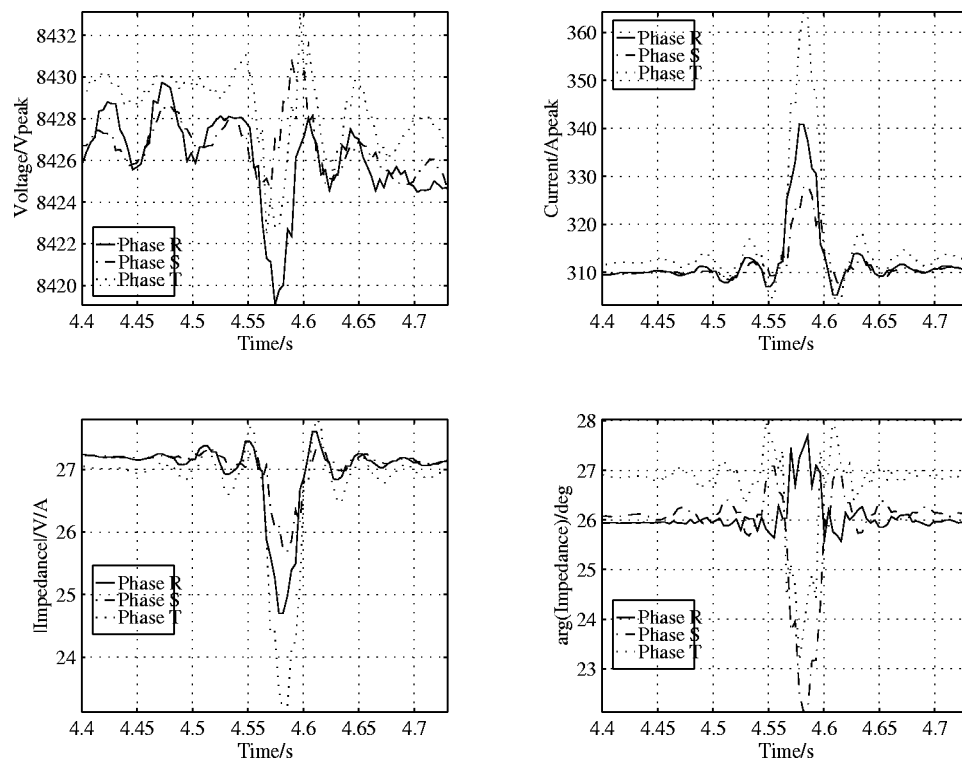 8432
8430
8428
8426
8424
8422
8420
Voltage/Vpeak
Phase R
Phase S
Phase T
4.4
4.45
4.5
4.55
4.6
4.65
4.7
Time/s
360
350
340
330
320
310
Current/Apeak
Phase R
Phase S
Phase T
4.4
4.45
4.5
4.55
4.6
4.65
4.7
Time/s
27
26
25
24
|Impedance|/V/A
Phase R
Phase S
Phase T
4.4
4.45
4.5
4.55
4.6
4.65
4.7
Time/s
28
27
26
25
24
23
arg(Impedance)/deg
Phase R
Phase S
Phase T
4.4
4.45
4.5
4.55
4.6
4.65
4.7
Time/s